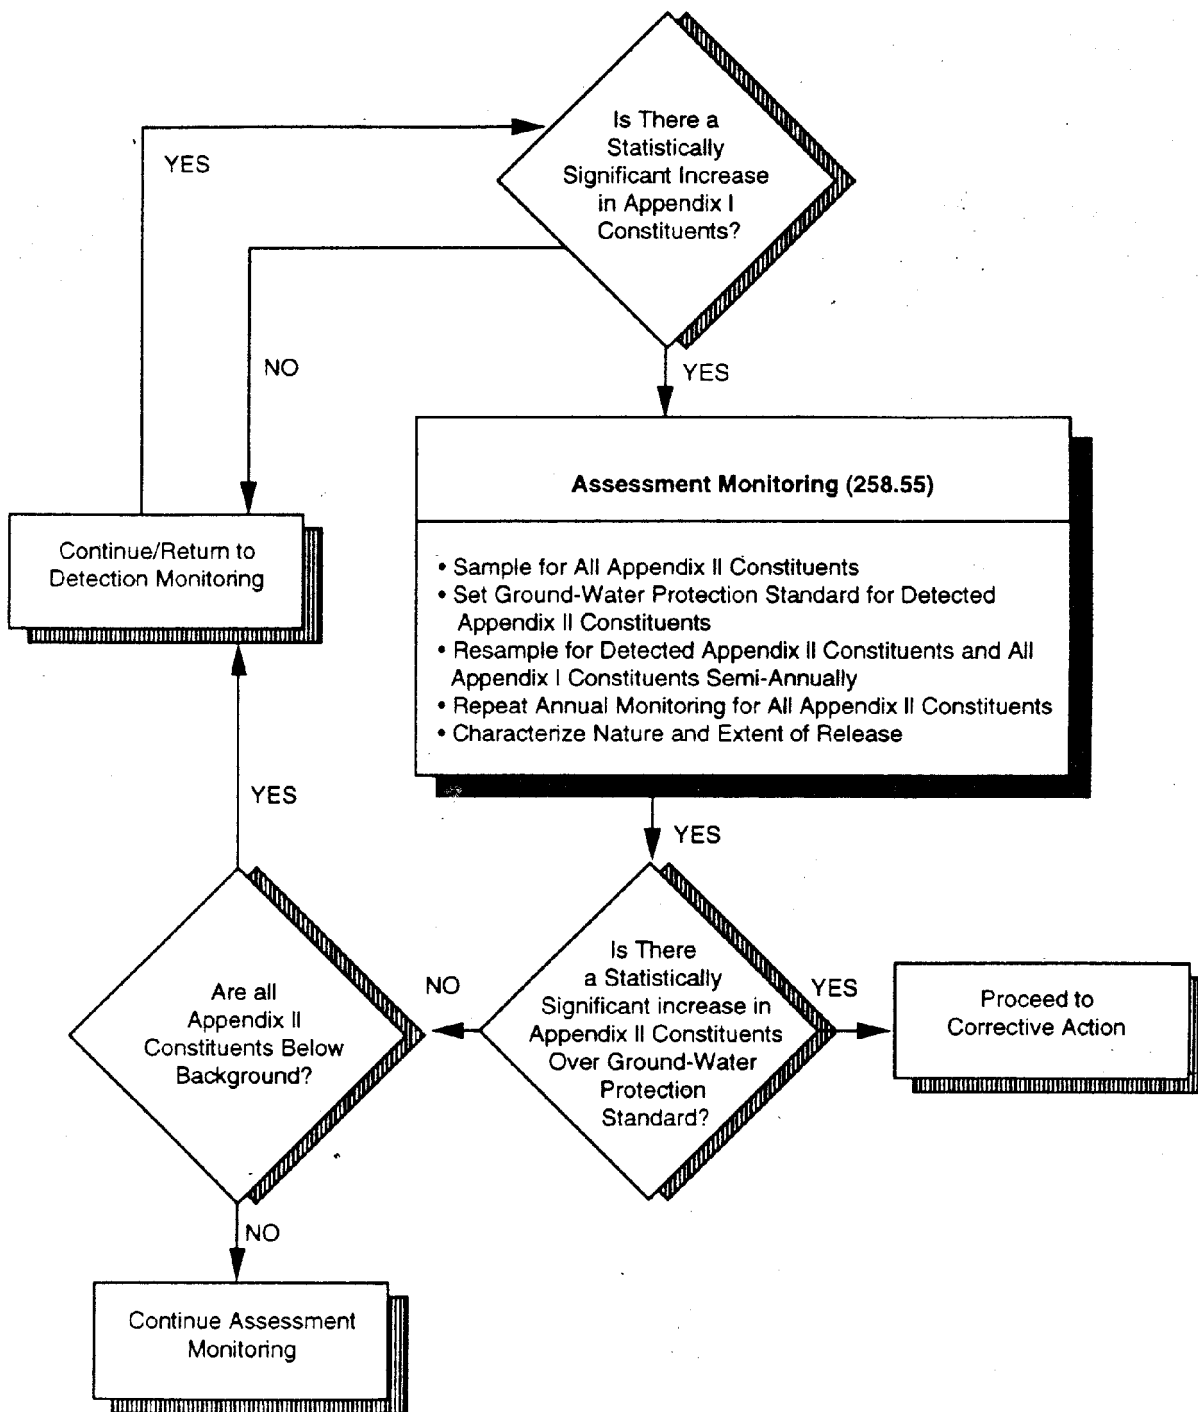 Is There a
Statistically
Significant Increase
in Appendix I
Constituents?
YES
NO
YES
Assessment Monitoring (258.55)
Continue/Return to
Detection Monitoring
• Sample for All Appendix II Constituents
• Set Ground-Water Protection Standard for Detected
Appendix II Constituents
• Resample for Detected Appendix II Constituents and All
Appendix I Constituents Semi-Annually
• Repeat Annual Monitoring for All Appendix II Constituents
• Characterize Nature and Extent of Release
YES
YES
Is There
a Statistically
Significant increase in
Appendix II Constituents
Over Ground-Water
Protection
Standard?
NO
YES
Are all
Appendix II
Constituents Below
Background?
Proceed to
Corrective Action
NO
Continue Assessment
Monitoring